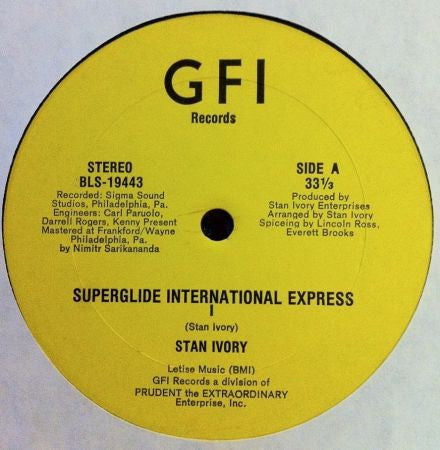 GFI
Records
STEREO
BLS-19443
Recorded: Sigma Sound
Studios, Philadelphia, Pa.
Engineers: Carl Paruolo,
Darrell Rogers, Kenny Present
Mastered at Frankford/Wayne
Philadelphia, Pa.
by Nimitr Sarikananda
SIDE A
33⅓
Produced by
Stan Ivory Enterprises
Arranged by Stan Ivory
Spiceing by Lincoln Ross,
Everett Brooks
SUPERGLIDE INTERNATIONAL EXPRESS
I
(Stan Ivory)
STAN IVORY
Letise Music (BMI)
GFI Records a division of
PRUDENT the EXTRAORDINARY
Enterprise, Inc.